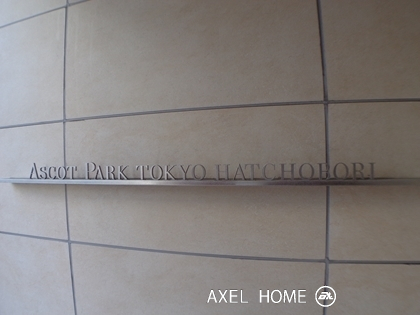 ASCOT PARK TOKYO HATCHOBORI
AXEL HOME